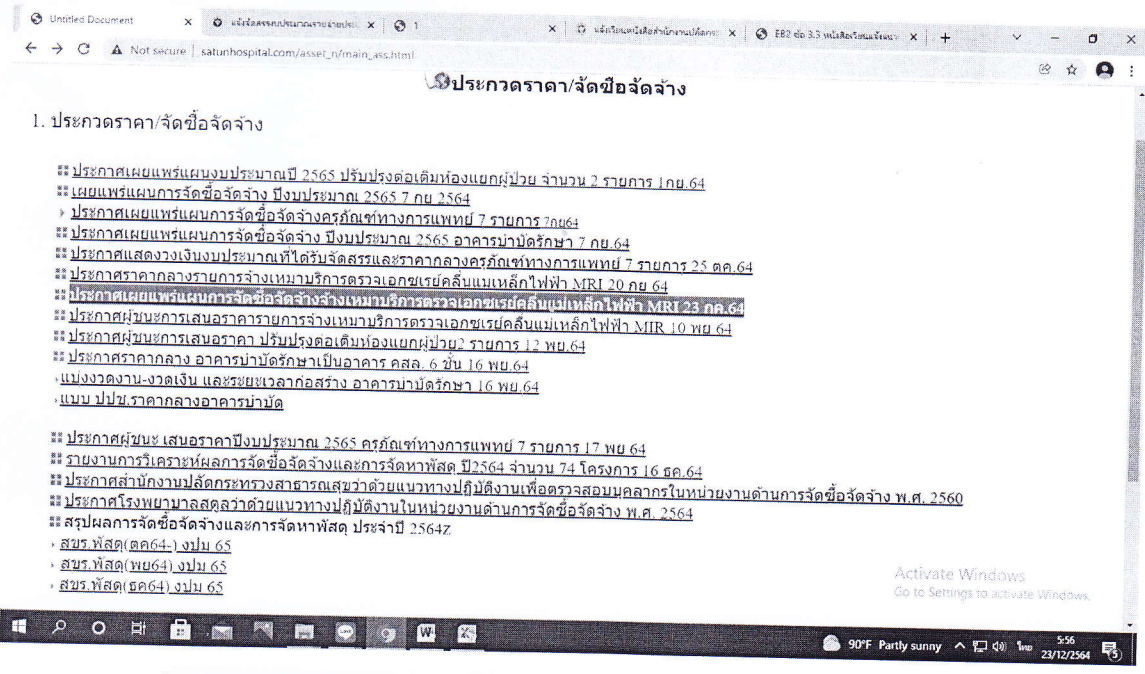 Untitled Document
1
EB2 ข้อ 3.3
Not secure | satunhospital.com/asset_n/main_ass.html
ประกวดราคา/จัดซื้อจัดจ้าง
1. ประกวดราคา/จัดซื้อจัดจ้าง
ประกาศเผยแพร่แผนงบประมาณปี 2565 ปรับปรุงต่อเติมห้องแยกผู้ป่วย จำนวน 2 รายการ 1กย.64
เผยแพร่แผนการจัดซื้อจัดจ้าง ปีงบประมาณ 2565 7 กย 2564
ประกาศเผยแพร่แผนการจัดซื้อจัดจ้างครุภัณฑ์ทางการแพทย์ 7 รายการ 7กย64
ประกาศเผยแพร่แผนการจัดซื้อจัดจ้าง ปีงบประมาณ 2565 อาคารบำบัดรักษา 7 กย.64
ประกาศแสดงวงเงินงบประมาณที่ได้รับจัดสรรและราคากลางครุภัณฑ์ทางการแพทย์ 7 รายการ 25 ตค.64
ประกาศราคากลางรายการจ้างเหมาบริการตรวจเอกซเรย์คลื่นแม่เหล็กไฟฟ้า MRI 20 กย 64
ประกาศเผยแพร่แผนการจัดซื้อจัดจ้างจ้างเหมาบริการตรวจเอกซเรย์คลื่นแม่เหล็กไฟฟ้า MRI 23 กค.64
ประกาศผู้ชนะการเสนอราคารายการจ้างเหมาบริการตรวจเอกซเรย์คลื่นแม่เหล็กไฟฟ้า MIR 10 พย 64
ประกาศผู้ชนะการเสนอราคา ปรับปรุงต่อเติมห้องแยกผู้ป่วย2 รายการ 12 พย.64
ประกาศราคากลาง อาคารบำบัดรักษาเป็นอาคาร คสล. 6 ชั้น 16 พย.64
แบ่งงวดงาน-งวดเงิน และระยะเวลาก่อสร้าง อาคารบำบัดรักษา 16 พย.64
แบบ ปปช.ราคากลางอาคารบำบัด
ประกาศผู้ชนะ เสนอราคาปีงบประมาณ 2565 ครุภัณฑ์ทางการแพทย์ 7 รายการ 17 พย 64
รายงานการวิเคราะห์ผลการจัดซื้อจัดจ้างและการจัดหาพัสดุ ปี2564 จำนวน 74 โครงการ 16 ธค.64
ประกาศสำนักงานปลัดกระทรวงสาธารณสุขว่าด้วยแนวทางปฏิบัติงานเพื่อตรวจสอบบุคลากรในหน่วยงานด้านการจัดซื้อจัดจ้าง พ.ศ. 2560
ประกาศโรงพยาบาลสตูลว่าด้วยแนวทางปฏิบัติงานในหน่วยงานด้านการจัดซื้อจัดจ้าง พ.ศ. 2564
สรุปผลการจัดซื้อจัดจ้างและการจัดหาพัสดุ ประจำปี 2564Z
สขร.พัสดุ(ตค64-) งปม 65
สขร.พัสดุ(พย64) งปม 65
สขร.พัสดุ(ธค64) งปม 65
Activate Windows
Go to Settings to activate Windows.
90°F Partly sunny
ไทย
5:56
23/12/2564